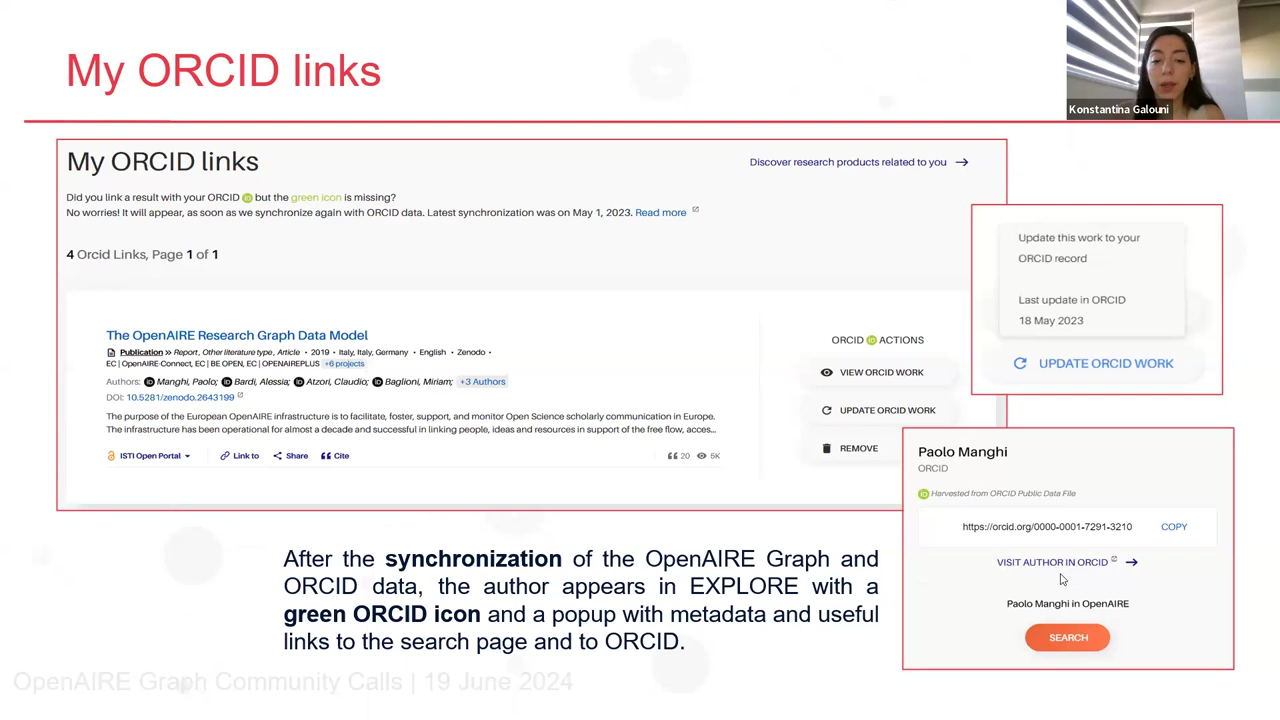 My ORCID links
Konstantina Galouni
My ORCID links
Discover research products related to you
Did you link a result with your ORCID iD but the green icon is missing?
No worries! It will appear, as soon as we synchronize again with ORCID data. Latest synchronization was on May 1, 2023. Read more
4 Orcid Links, Page 1 of 1
The OpenAIRE Research Graph Data Model
Publication » Report, Other literature type, Article • 2019 • Italy, Italy, Germany • English • Zenodo •
EC | OpenAIRE-Connect, EC | BE OPEN, EC | OPENAIREPLUS +6 projects
Authors: iD Manghi, Paolo; iD Bardi, Alessia; iD Atzori, Claudio; iD Baglioni, Miriam; +3 Authors
DOI: 10.5281/zenodo.2643199
The purpose of the European OpenAIRE infrastructure is to facilitate, foster, support, and monitor Open Science scholarly communication in Europe.
The infrastructure has been operational for almost a decade and successful in linking people, ideas and resources in support of the free flow, acces...
ISTI Open Portal
Link to
Share
Cite
20
5K
ORCID iD ACTIONS
VIEW ORCID WORK
UPDATE ORCID WORK
REMOVE
Update this work to your
ORCID record
Last update in ORCID
18 May 2023
UPDATE ORCID WORK
Paolo Manghi
ORCID
iD Harvested from ORCID Public Data File
https://orcid.org/0000-0001-7291-3210 COPY
VISIT AUTHOR IN ORCID
Paolo Manghi in OpenAIRE
SEARCH
After the synchronization of the OpenAIRE Graph and
ORCID data, the author appears in EXPLORE with a
green ORCID icon and a popup with metadata and useful
links to the search page and to ORCID.
OpenAIRE Graph Community Calls | 19 June 2024